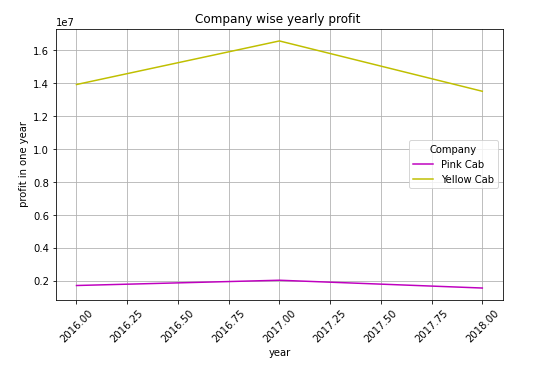 Company wise yearly profit
1e7
1.6
1.4
1.2
1.0
0.8
0.6
0.4
0.2
profit in one year
Company
Pink Cab
Yellow Cab
2016.00
2016.25
2016.50
2016.75
2017.00
2017.25
2017.50
2017.75
2018.00
year